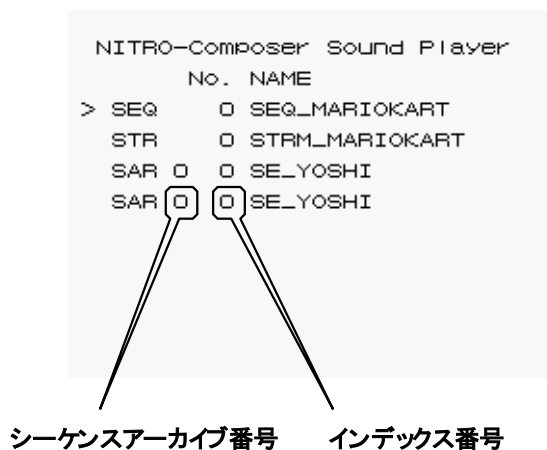 NITRO-Composer Sound Player
No. NAME
> SEQ 0 SEQ_MARIOKART
STR 0 STRM_MARIOKART
SAR 0 0 SE_YOSHI
SAR 0 0 SE_YOSHI
シーケンスアーカイブ番号 インデックス番号